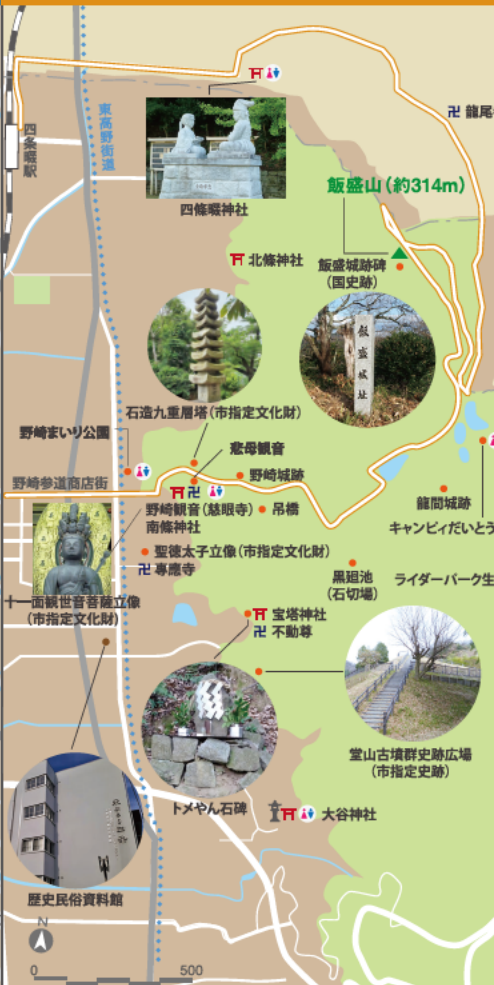 四条畷駅
東高野街道
龍尾
飯盛山(約314m)
四條畷神社
北條神社
飯盛城跡碑
(国史跡)
飯盛城址
石造九重層塔(市指定文化財)
野崎まいり公園
悲母観音
野崎城跡
野崎参道商店街
龍間城跡
野崎観音(慈眼寺)
南條神社
吊橋
キャンビィだいとう
聖徳太子立像(市指定文化財)
専應寺
黒廻池
(石切場)
ライダーパーク生
十一面観世音菩薩立像
(市指定文化財)
宝塔神社
不動尊
堂山古墳群史跡広場
(市指定史跡)
トメやん石碑
大谷神社
歴史民俗資料館
N
0
500